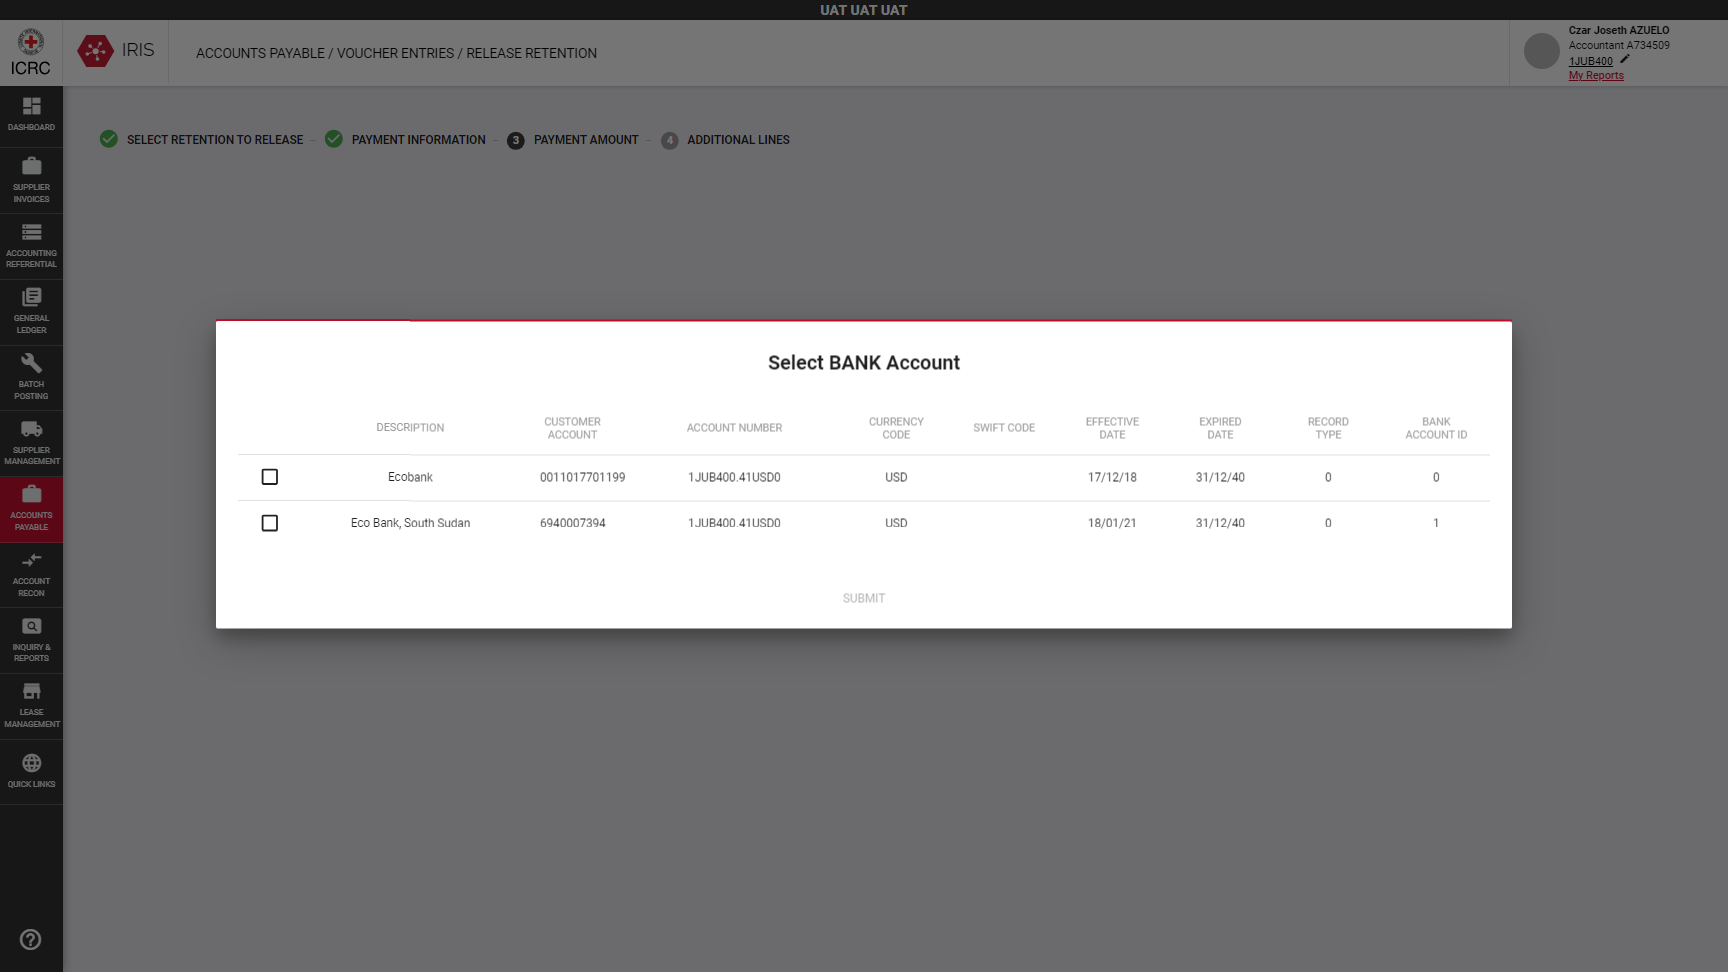 UAT UAT UAT
ICRC
IRIS
ACCOUNTS PAYABLE / VOUCHER ENTRIES / RELEASE RETENTION
Czar Joseth AZUELO
Accountant A734509
1JUB400
My Reports
DASHBOARD
SUPPLIER
INVOICES
ACCOUNTING
REFERENTIAL
GENERAL
LEDGER
BATCH
POSTING
SUPPLIER
MANAGEMENT
ACCOUNTS
PAYABLE
ACCOUNT
RECON
INQUIRY &
REPORTS
LEASE
MANAGEMENT
QUICK LINKS
SELECT RETENTION TO RELEASE – PAYMENT INFORMATION – 3 PAYMENT AMOUNT – 4 ADDITIONAL LINES
Select BANK Account
DESCRIPTION CUSTOMER ACCOUNT ACCOUNT NUMBER CURRENCY CODE SWIFT CODE EFFECTIVE DATE EXPIRED DATE RECORD TYPE BANK ACCOUNT ID
Ecobank 0011017701199 1JUB400.41USD0 USD 17/12/18 31/12/40 0 0
Eco Bank, South Sudan 6940007394 1JUB400.41USD0 USD 18/01/21 31/12/40 0 1
SUBMIT